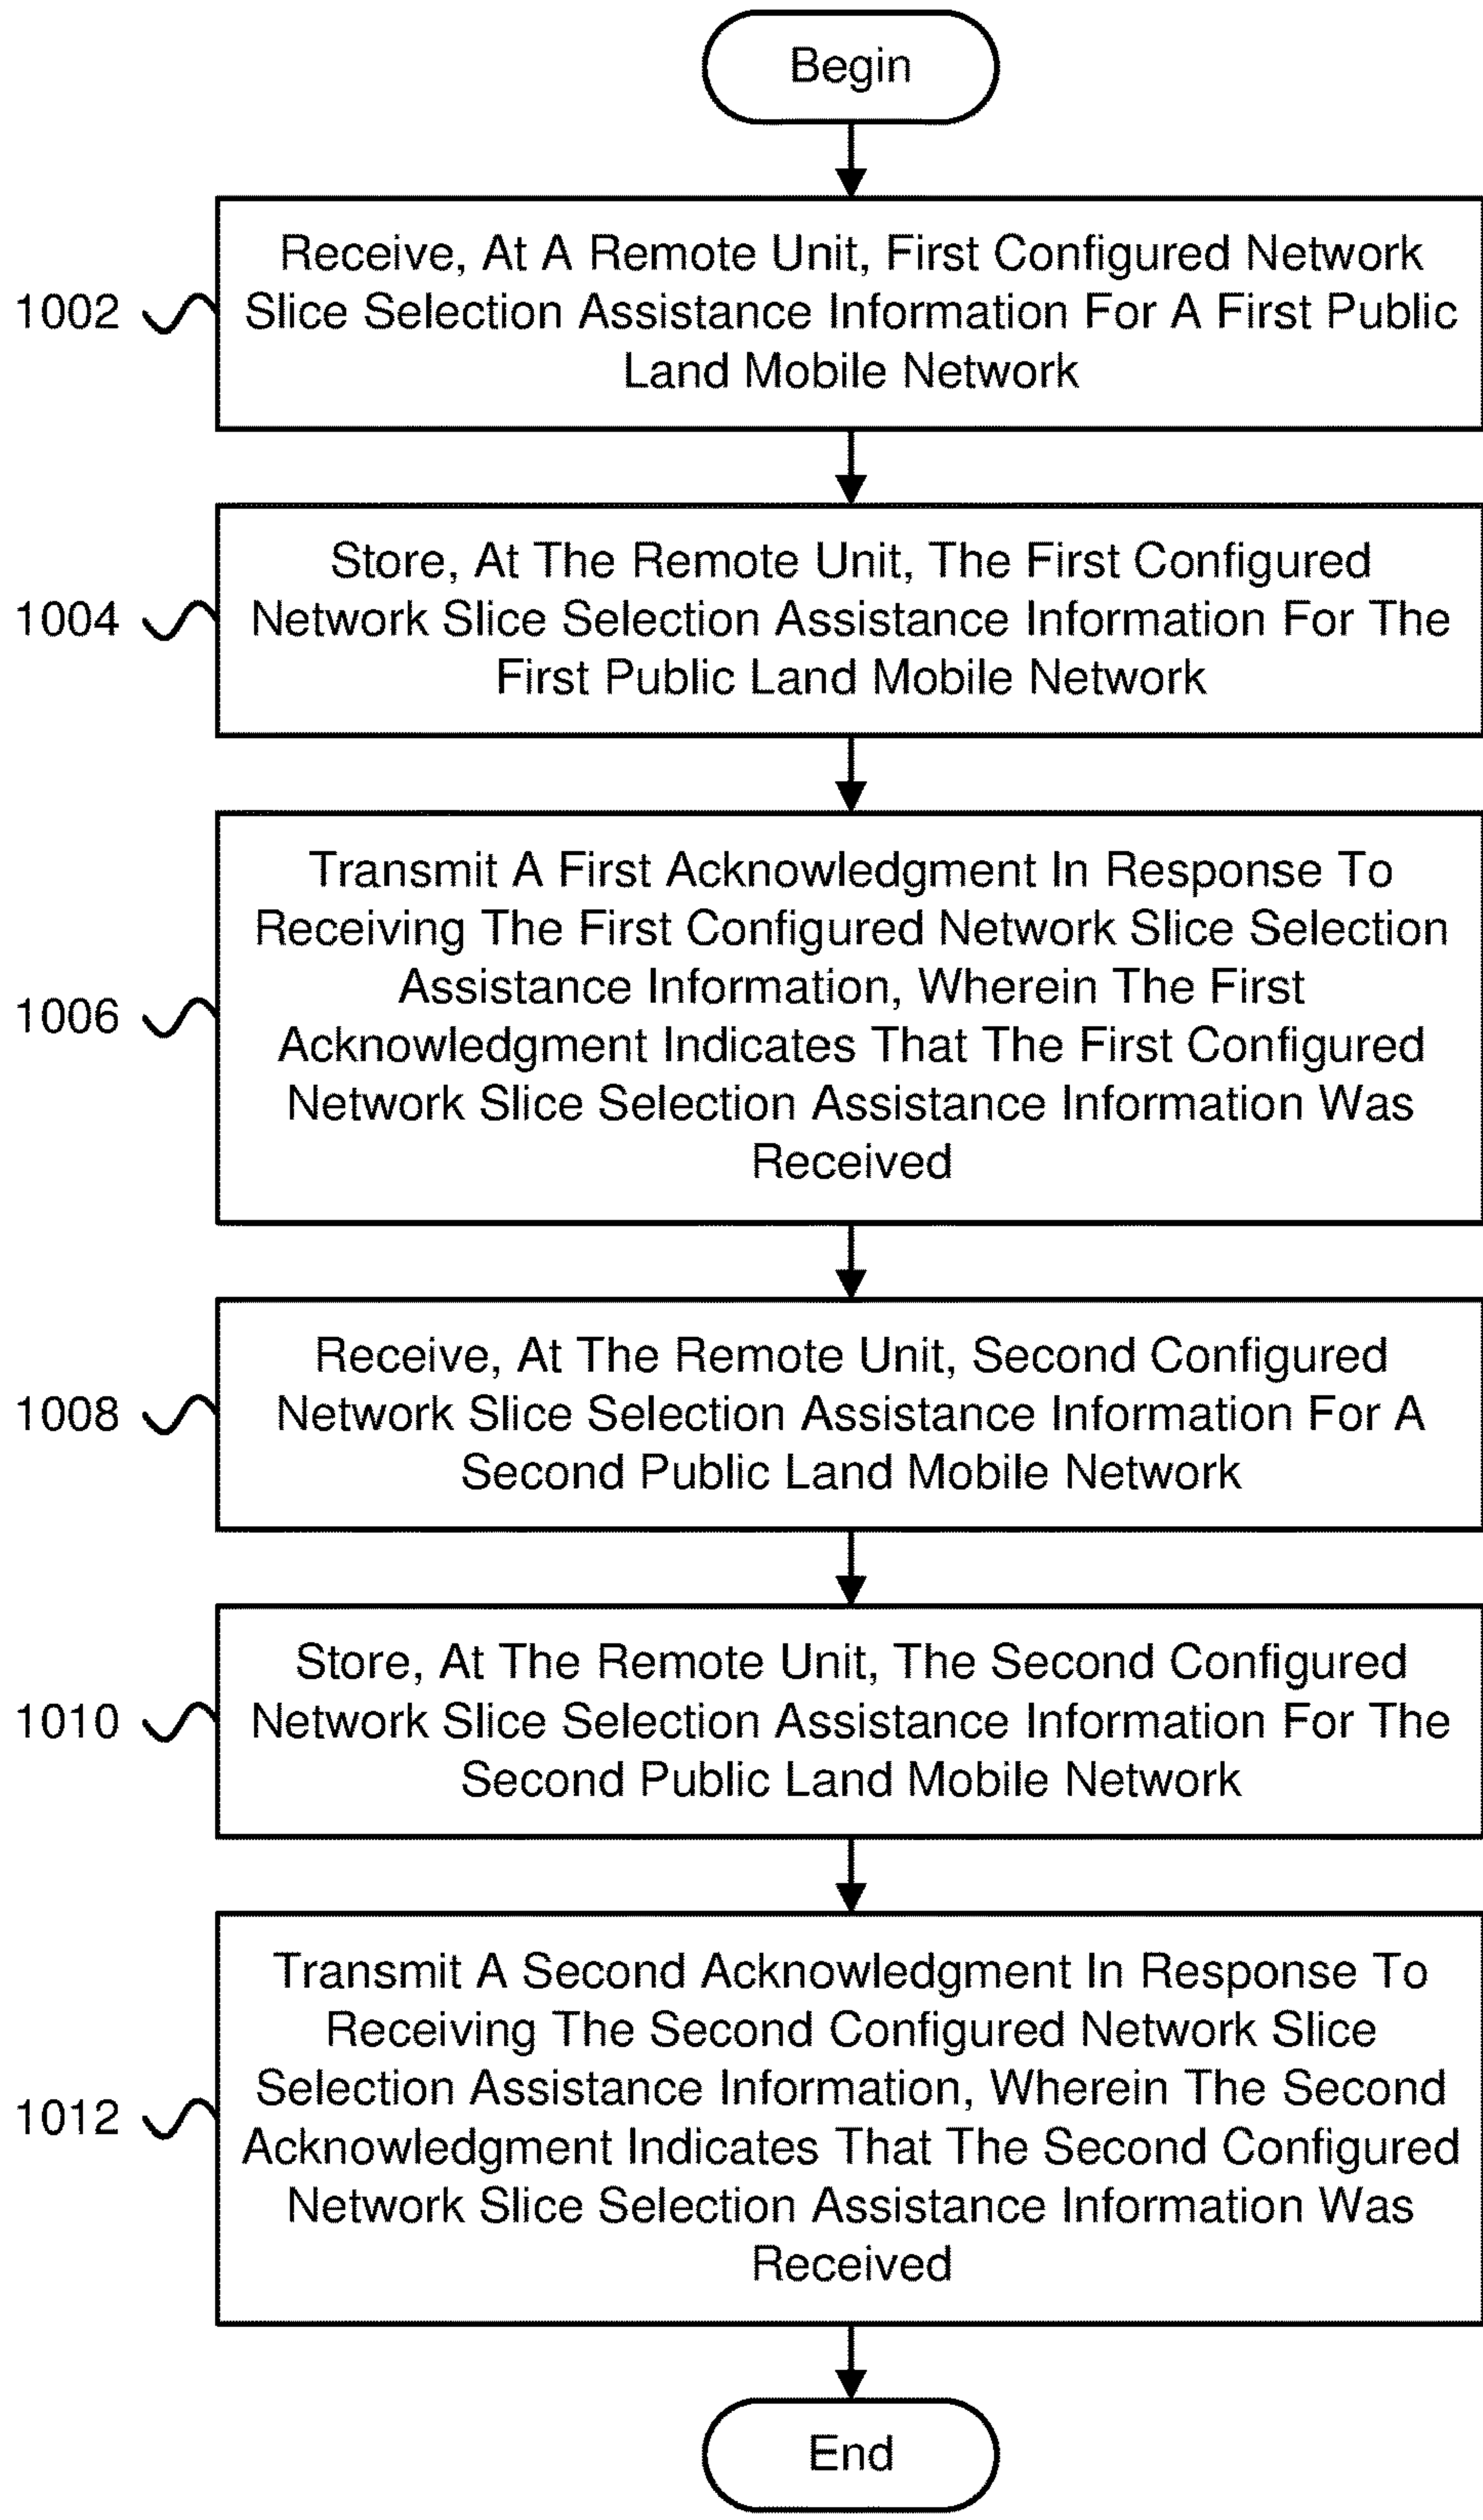 Begin
1002
Receive, At A Remote Unit, First Configured Network
Slice Selection Assistance Information For A First Public
Land Mobile Network
1004
Store, At The Remote Unit, The First Configured
Network Slice Selection Assistance Information For The
First Public Land Mobile Network
1006
Transmit A First Acknowledgment In Response To
Receiving The First Configured Network Slice Selection
Assistance Information, Wherein The First
Acknowledgment Indicates That The First Configured
Network Slice Selection Assistance Information Was
Received
1008
Receive, At The Remote Unit, Second Configured
Network Slice Selection Assistance Information For A
Second Public Land Mobile Network
1010
Store, At The Remote Unit, The Second Configured
Network Slice Selection Assistance Information For The
Second Public Land Mobile Network
1012
Transmit A Second Acknowledgment In Response To
Receiving The Second Configured Network Slice
Selection Assistance Information, Wherein The Second
Acknowledgment Indicates That The Second Configured
Network Slice Selection Assistance Information Was
Received
End